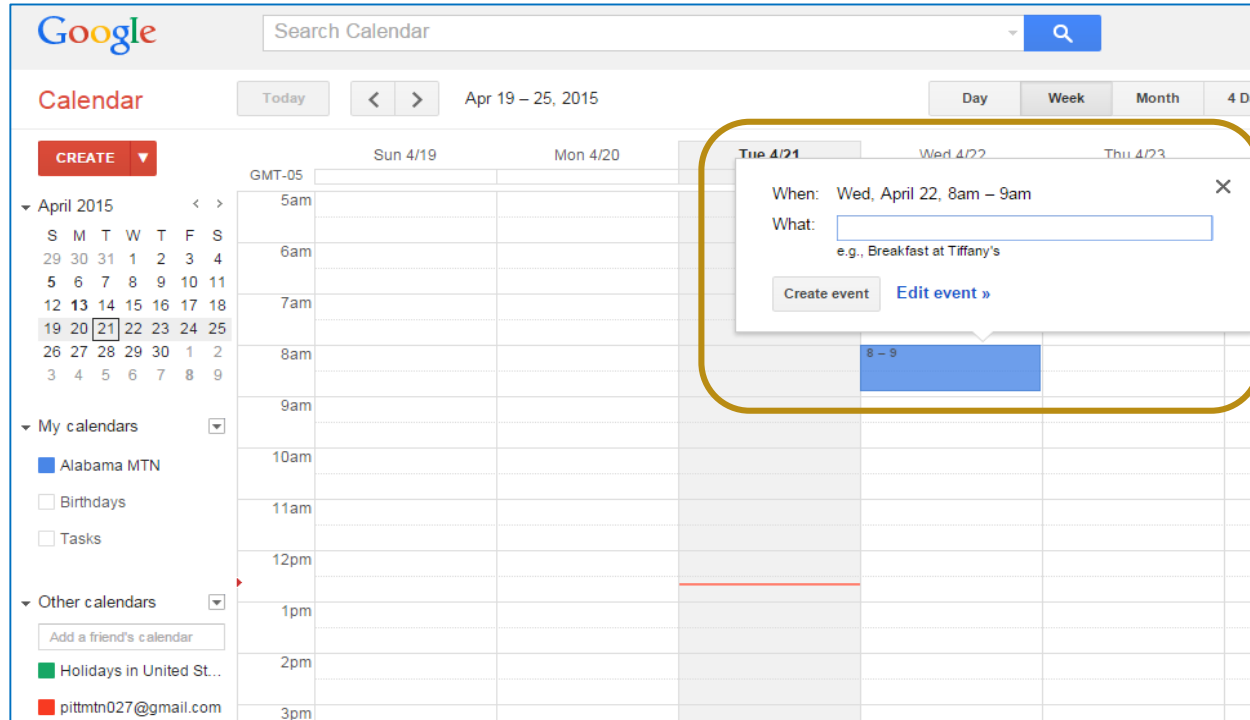 Google
Search Calendar
Calendar
Today
Apr 19 – 25, 2015
Day Week Month 4 D
CREATE
Sun 4/19 Mon 4/20 Tue 4/21 Wed 4/22 Thu 4/23
GMT-05
April 2015
S M T W T F S
29 30 31 1 2 3 4
5 6 7 8 9 10 11
12 13 14 15 16 17 18
19 20 21 22 23 24 25
26 27 28 29 30 1 2
3 4 5 6 7 8 9
My calendars
Alabama MTN
Birthdays
Tasks
Other calendars
Add a friend's calendar
Holidays in United St...
pittmtn027@gmail.com
5am
6am
7am
8am
9am
10am
11am
12pm
1pm
2pm
3pm
When: Wed, April 22, 8am – 9am
What:
e.g., Breakfast at Tiffany's
Create event Edit event »
8 – 9